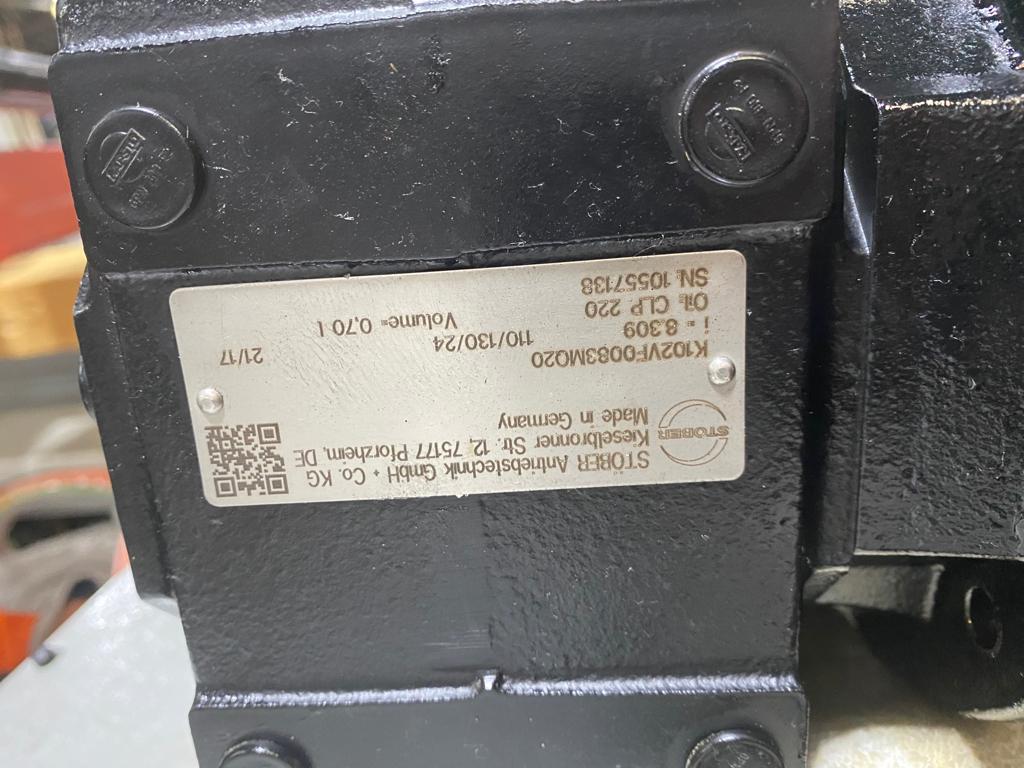 STÖBER
STÖBER Antriebstechnik GmbH + Co. KG
Kieselbronner Str. 12, 75177 Pforzheim, DE
Made in Germany
K102VF0083MQ20 21/17
i = 8.309 110/130/24
Oil: CLP 220 Volume= 0,70 l
SN: 10557138